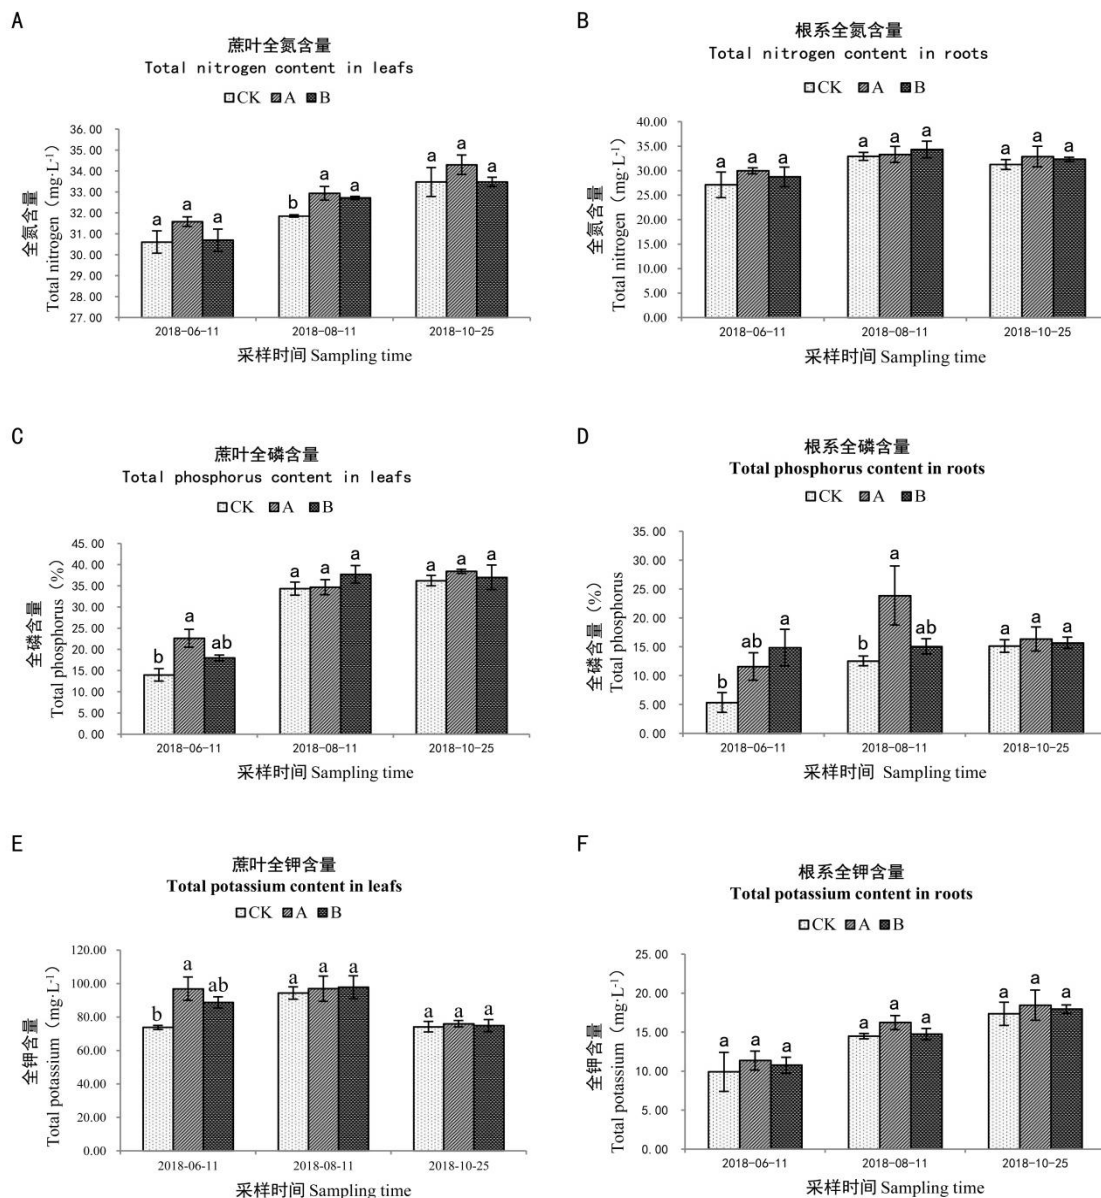 A
蔗叶全氮含量
Total nitrogen content in leafs
CK A B
全氮含量
Total nitrogen（mg·L⁻¹）
36.00
35.00
34.00
33.00
32.00
31.00
30.00
29.00
28.00
27.00
a a a
b a a
a a a
2018-06-11 2018-08-11 2018-10-25
采样时间 Sampling time
B
根系全氮含量
Total nitrogen content in roots
CK A B
全氮含量
Total nitrogen（mg·L⁻¹）
40.00
35.00
30.00
25.00
20.00
15.00
10.00
5.00
0.00
a a a
a a a
a a a
2018-06-11 2018-08-11 2018-10-25
采样时间 Sampling time
C
蔗叶全磷含量
Total phosphorus content in leafs
CK A B
全磷含量
Total phosphorus（%）
45.00
40.00
35.00
30.00
25.00
20.00
15.00
10.00
5.00
0.00
b a ab
a a a
a a a
2018-06-11 2018-08-11 2018-10-25
采样时间 Sampling time
D
根系全磷含量
Total phosphorus content in roots
CK A B
全磷含量（%）
Total phosphorus
35.00
30.00
25.00
20.00
15.00
10.00
5.00
0.00
b ab a
b a ab
a a a
2018-06-11 2018-08-11 2018-10-25
采样时间 Sampling time
E
蔗叶全钾含量
Total potassium content in leafs
CK A B
全钾含量
Total potassium（mg·L⁻¹）
120.00
100.00
80.00
60.00
40.00
20.00
0.00
b a ab
a a a
a a a
2018-06-11 2018-08-11 2018-10-25
采样时间 Sampling time
F
根系全钾含量
Total potassium content in roots
CK A B
全钾含量
Total potassium（mg·L⁻¹）
25.00
20.00
15.00
10.00
5.00
0.00
a a a
a a a
a a a
2018-06-11 2018-08-11 2018-10-25
采样时间 Sampling time